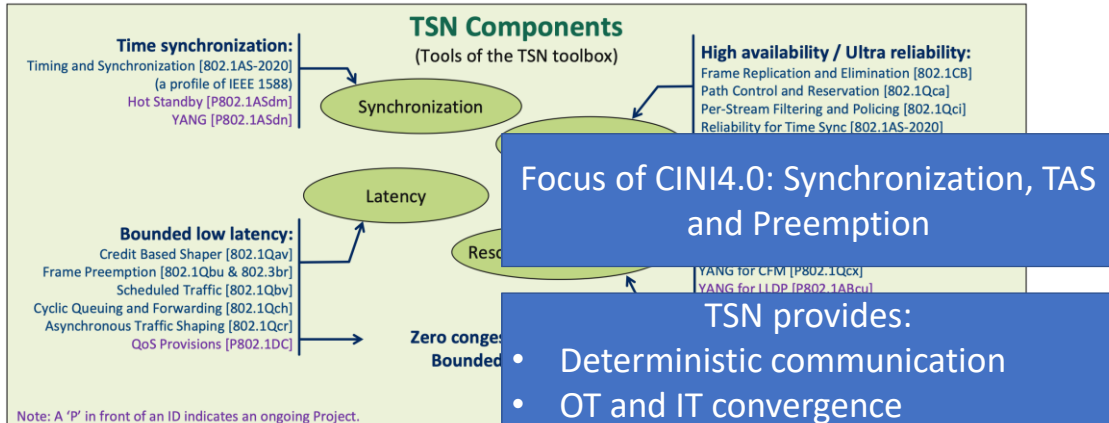 TSN Components
(Tools of the TSN toolbox)
Time synchronization:
Timing and Synchronization [802.1AS-2020]
(a profile of IEEE 1588)
Hot Standby [P802.1ASdm]
YANG [P802.1ASdn]
Synchronization
High availability / Ultra reliability:
Frame Replication and Elimination [802.1CB]
Path Control and Reservation [802.1Qca]
Per-Stream Filtering and Policing [802.1Qci]
Reliability for Time Sync [802.1AS-2020]
Focus of CINI4.0: Synchronization, TAS
and Preemption
Latency
Bounded low latency:
Credit Based Shaper [802.1Qav]
Frame Preemption [802.1Qbu & 802.3br]
Scheduled Traffic [802.1Qbv]
Cyclic Queuing and Forwarding [802.1Qch]
Asynchronous Traffic Shaping [802.1Qcr]
QoS Provisions [P802.1DC]
YANG for CFM [P802.1Qcx]
YANG for LLDP [P802.1ABcu]
Zero
Bounded
TSN provides:
• Deterministic communication
• OT and IT convergence
Note: A 'P' in front of an ID indicates an ongoing Project.